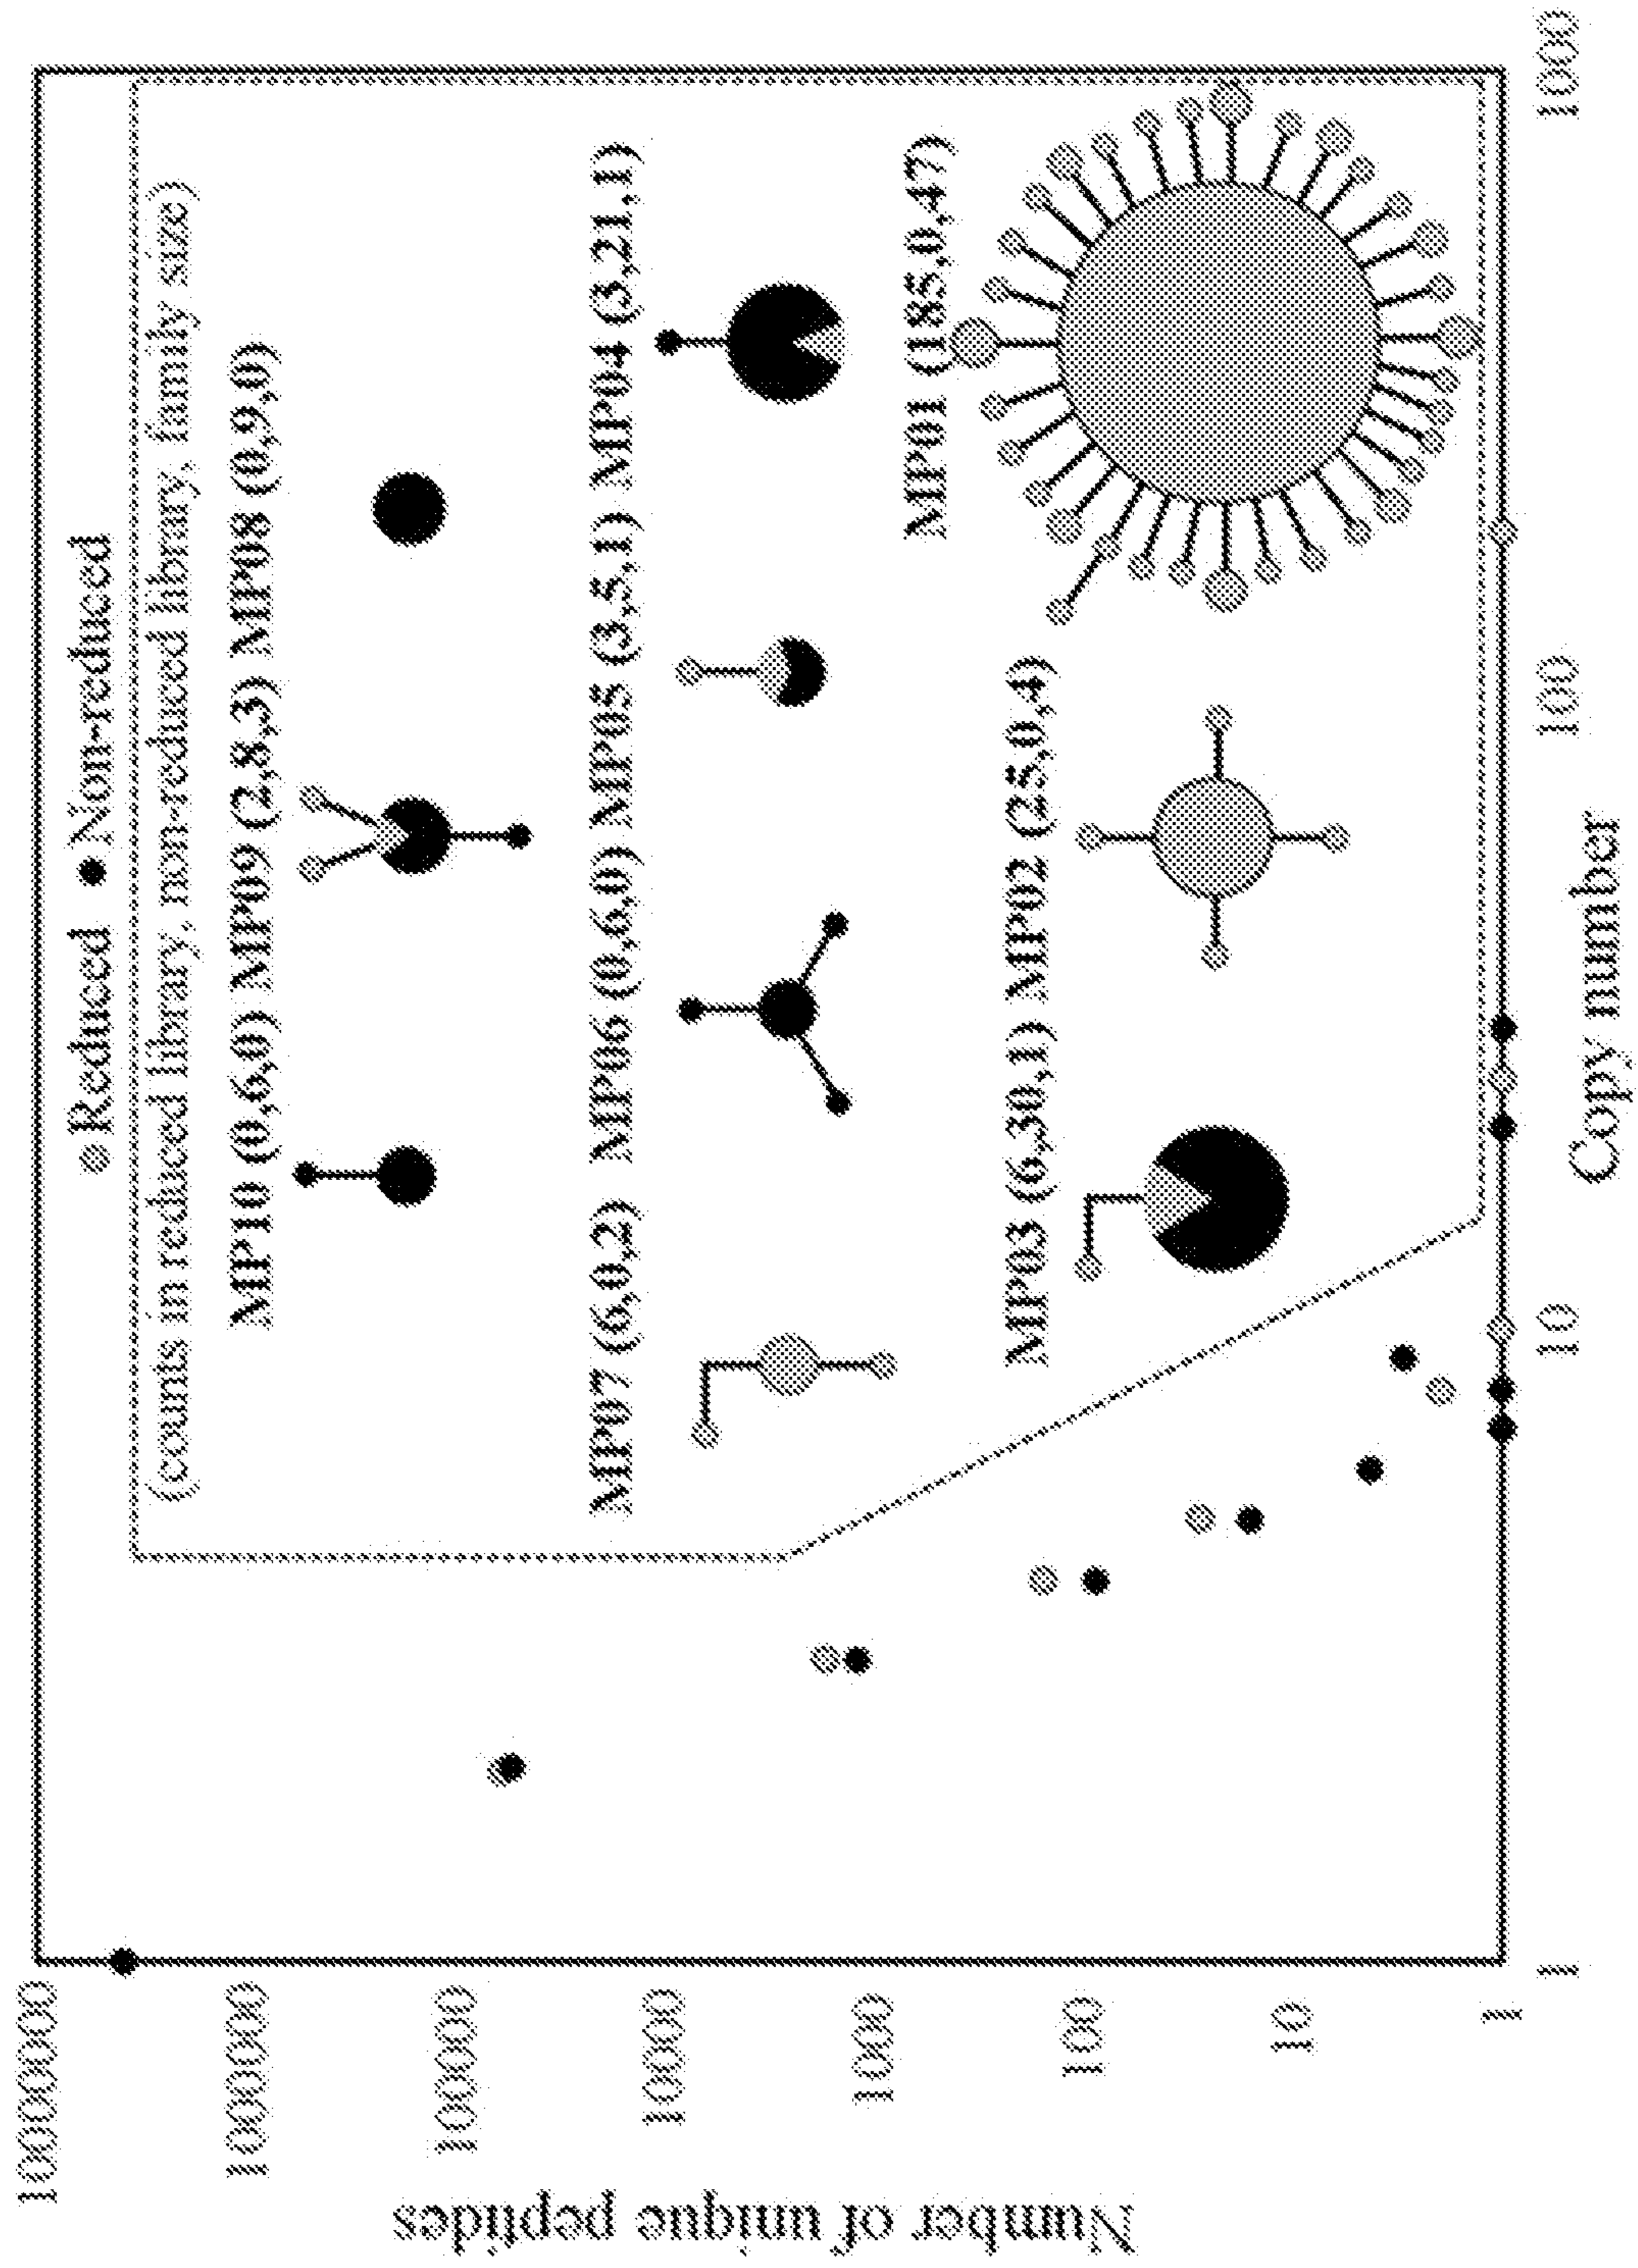 Reduced Non-reduced
(counts in reduced library, non-reduced library, family size)
MP10 (0,6,0) MP09 (2,8,3) MP08 (0,9,0)
MP07 (6,0,2) MP06 (0,6,0) MP05 (3,5,1) MP04 (3,21,1)
MP03 (6,30,1) MP02 (25,0,4)
MP01 (185,0,47)
Number of unique peptides
10000000
1000000
100000
10000
1000
100
10
1
1 10 100 1000
Copy number